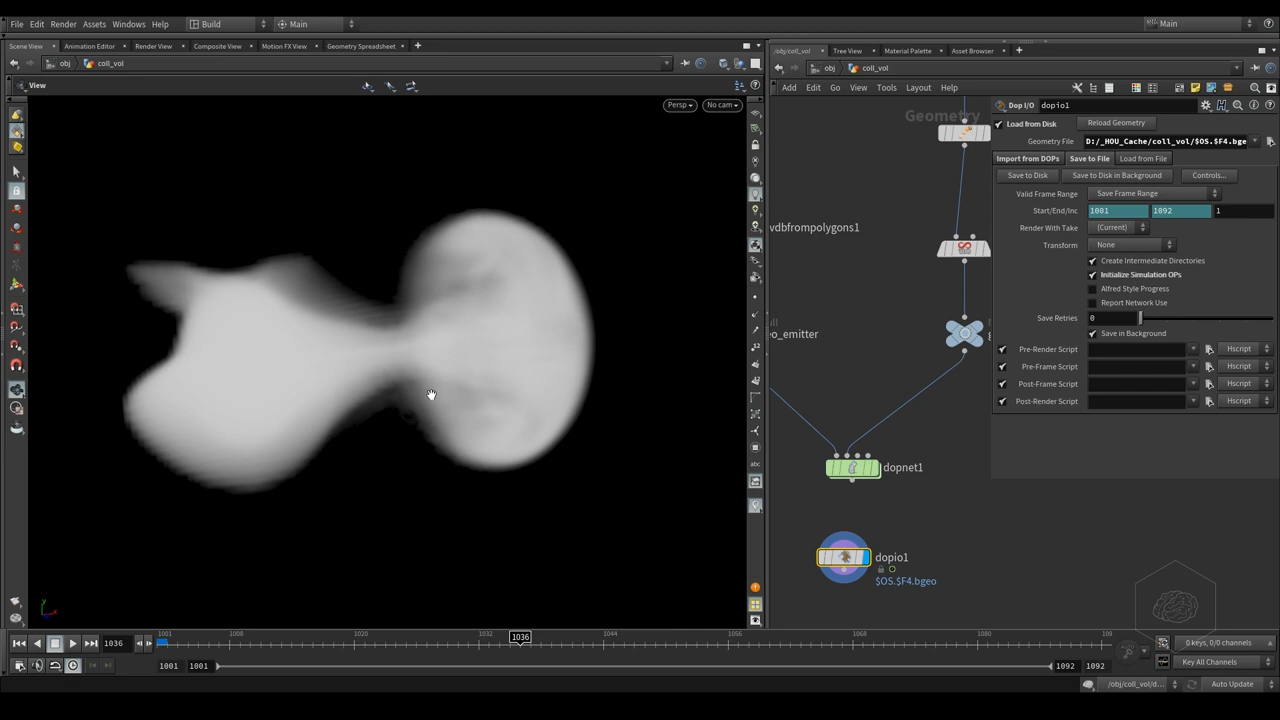 File Edit Render Assets Windows Help Build Main Main
Scene View Animation Editor Render View Composite View Motion FX View Geometry Spreadsheet
/obj/coll_vol Tree View Material Palette Asset Browser
obj coll_vol
obj coll_vol
View
Add Edit Go View Tools Layout Help
Persp No cam
Geometry
Dop I/O dopio1
Load from Disk Reload Geometry
Geometry File D:/_HOU_Cache/coll_vol/$OS.$F4.bge
Import from DOPs Save to File Load from File
Save to Disk Save to Disk in Background Controls...
Valid Frame Range Save Frame Range
Start/End/Inc 1001 1092 1
Render With Take (Current)
Transform None
Create Intermediate Directories
Initialize Simulation OPs
Alfred Style Progress
Report Network Use
Save Retries 0
Save in Background
Pre-Render Script Hscript
Pre-Frame Script Hscript
Post-Frame Script Hscript
Post-Render Script Hscript
vdbfrompolygons1
eo_emitter
dopnet1
dopio1
$OS.$F4.bgeo
abc
y
x
1036
1001 1008 1020 1032 1036 1044 1056 1068 1080 109
0 keys, 0/0 channels
1001 1001 1092 1092 Key All Channels
/obj/coll_vol/d... Auto Update